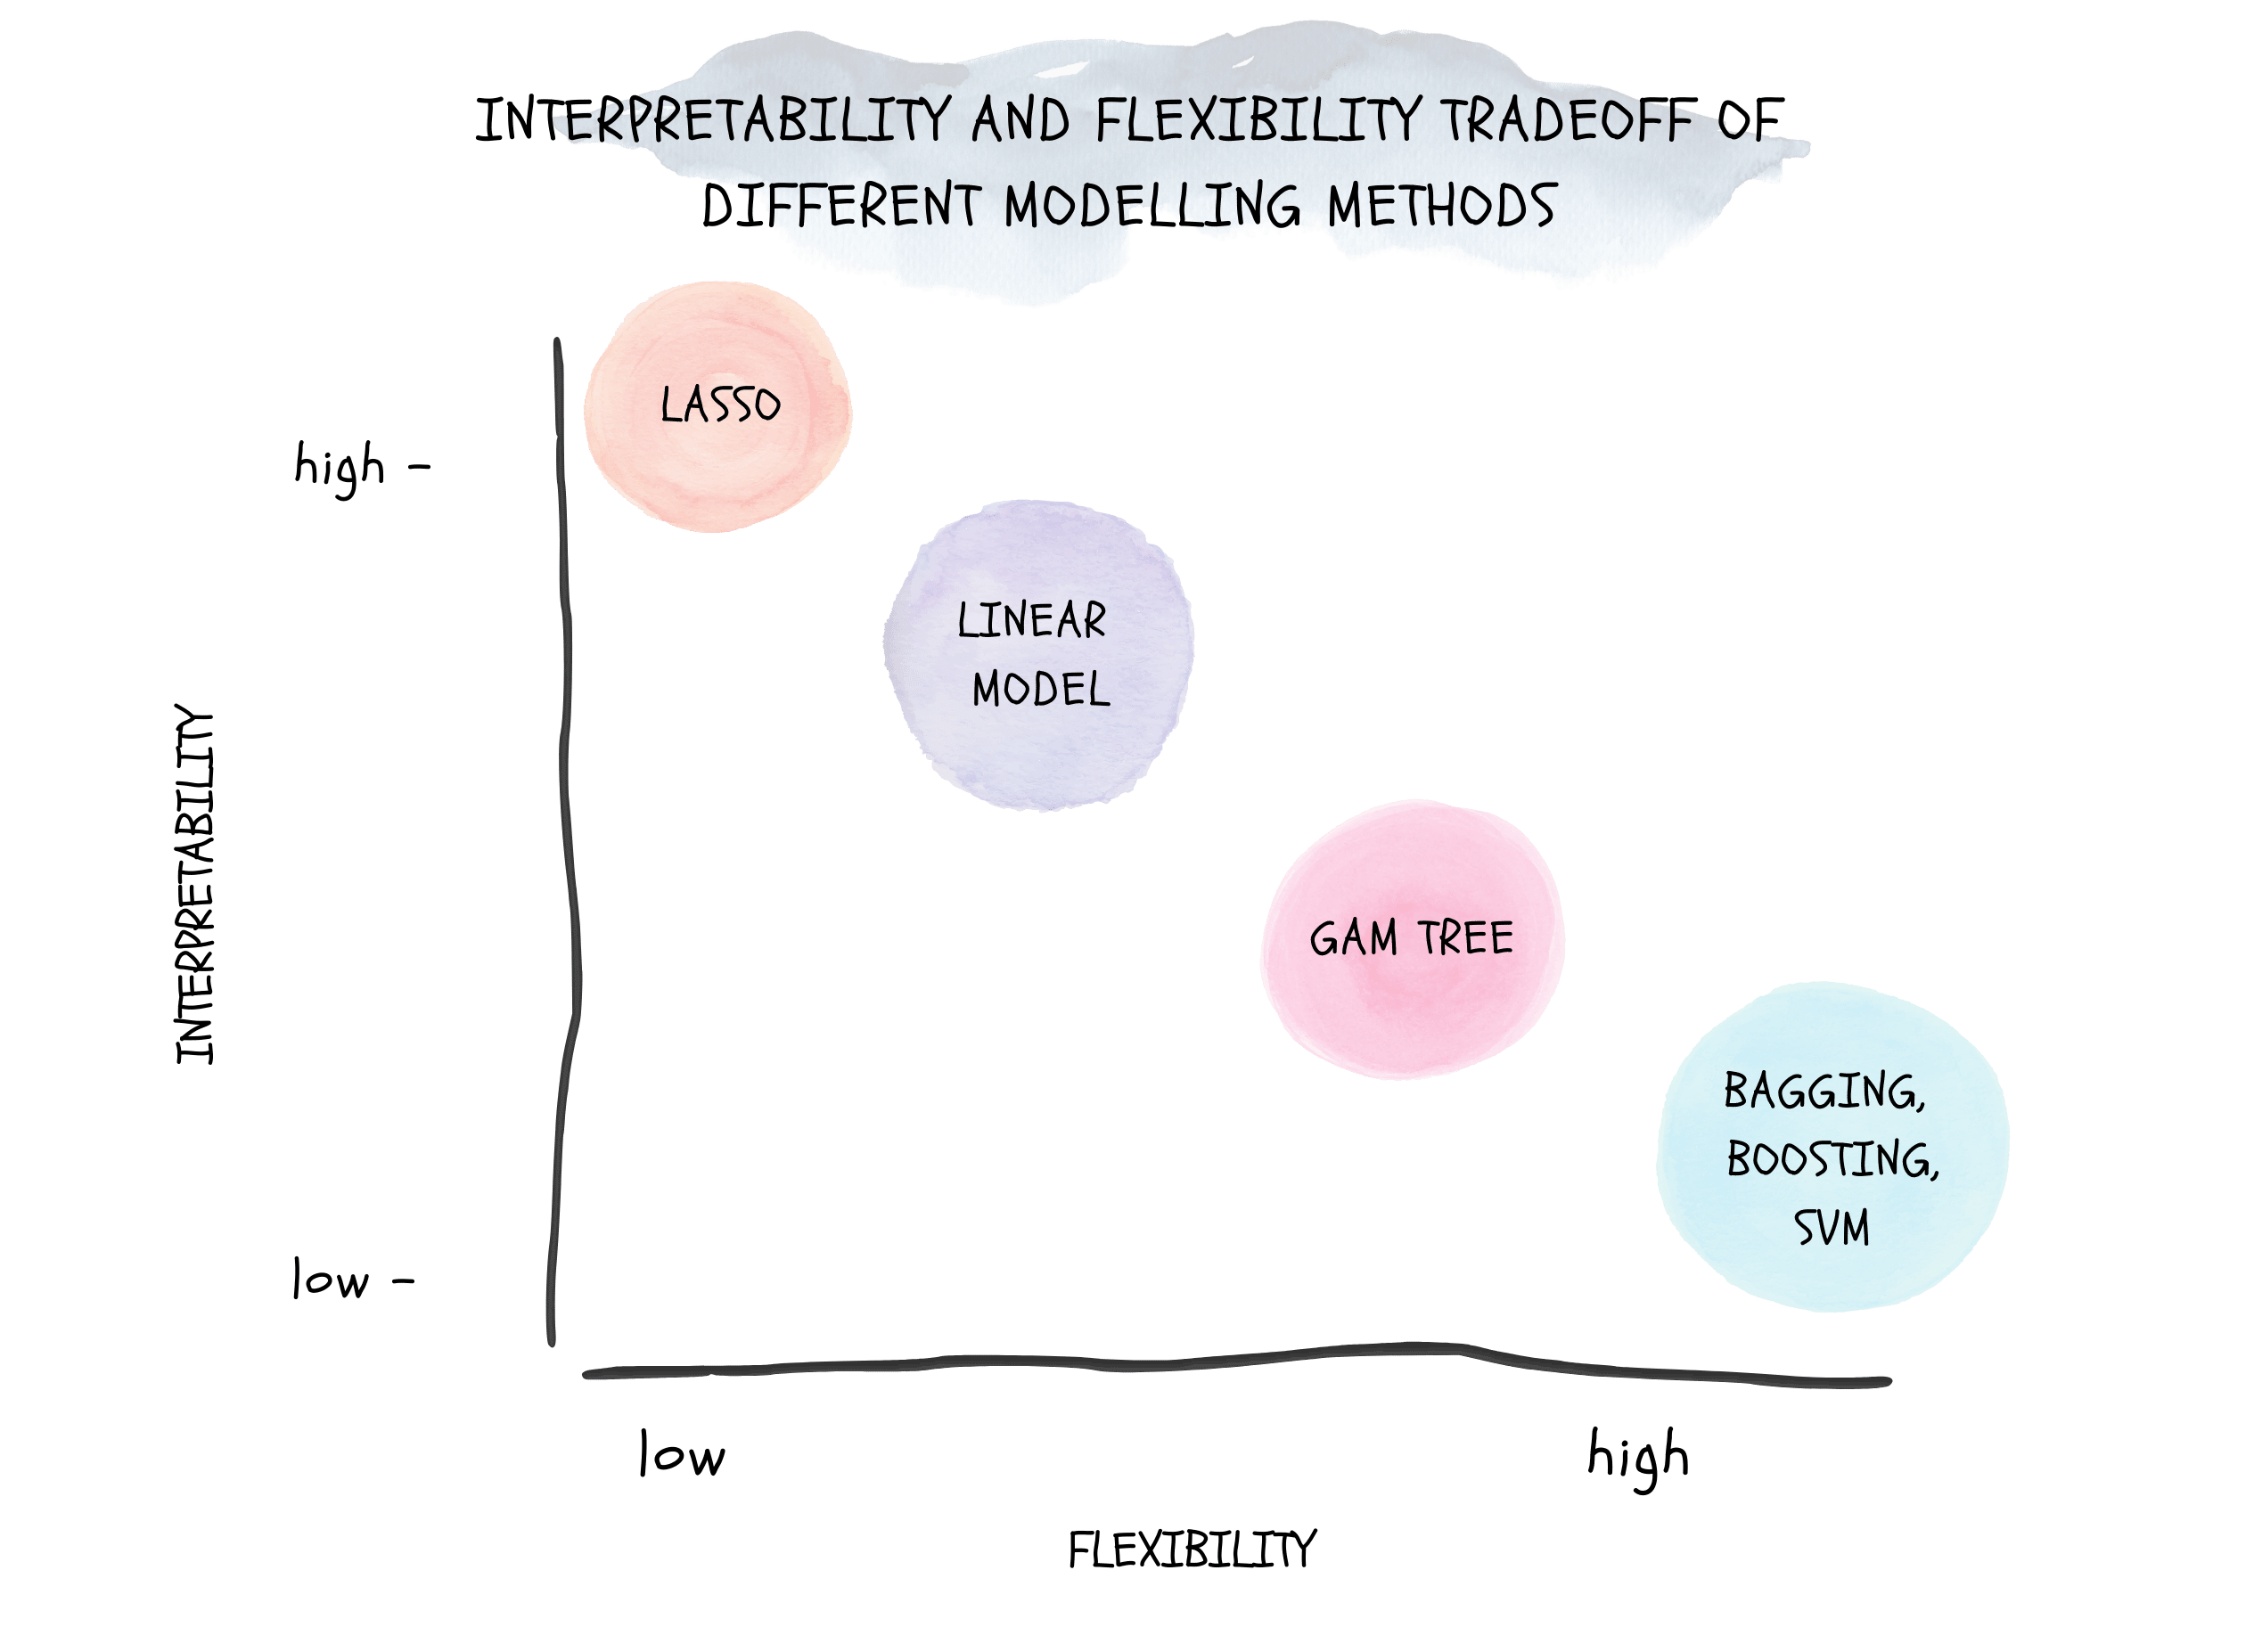 INTERPRETABILITY AND FLEXIBILITY TRADEOFF OF
DIFFERENT MODELLING METHODS
LASSO
high -
LINEAR
MODEL
INTERPRETABILITY
GAM TREE
BAGGING,
BOOSTING,
SVM
low -
low
high
FLEXIBILITY